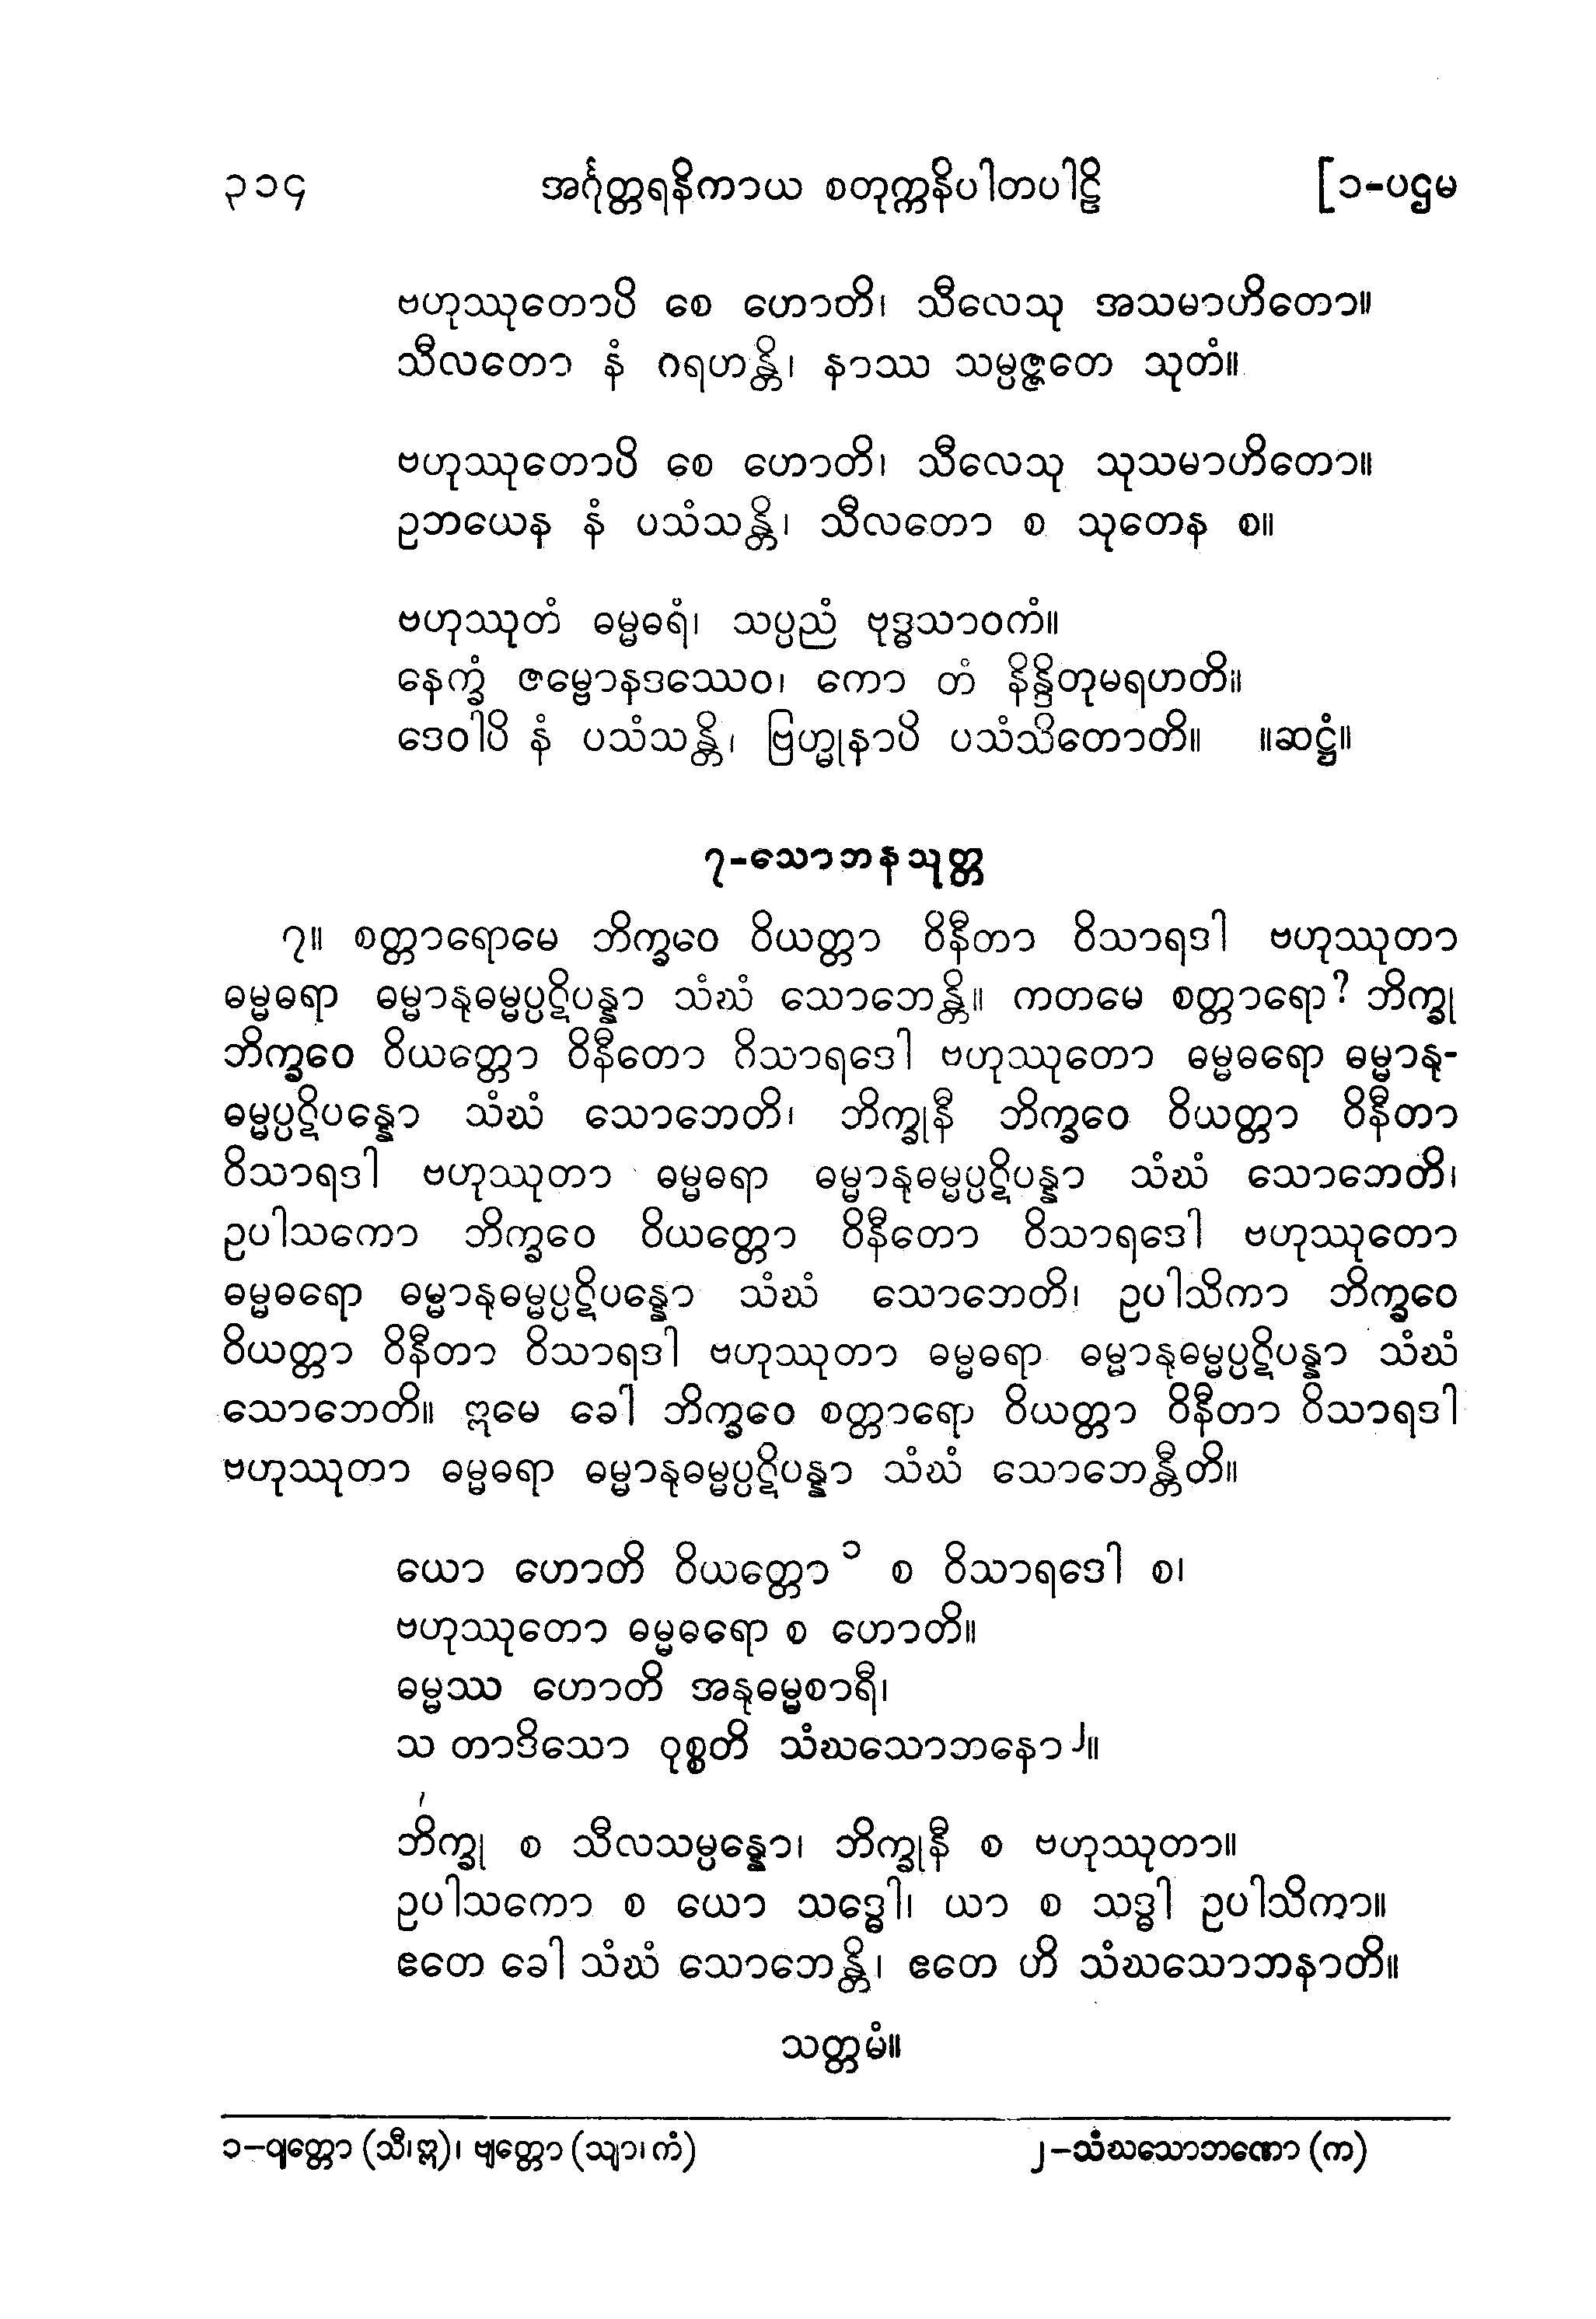 ၃၁၄ အင်္ဂုတ္တရနိကာယ စတုက္ကနိပါတပါဠိ [၁-ပဌမ
ဗဟုဿုတောပိ စေ ဟောတိ၊ သီလေသု အသမာဟိတော။
သီလတော နံ ဂရဟန္တိ၊ နာဿ သမ္ပဇ္ဇတေ သုတံ။
ဗဟုဿုတောပိ စေ ဟောတိ၊ သီလေသု သုသမာဟိတော။
ဥဘယေန နံ ပသံသန္တိ၊ သီလတော စ သုတေန စ။
ဗဟုဿုတံ ဓမ္မဓရံ၊ သပ္ပညံ ဗုဒ္ဓသာဝကံ။
နေက္ခံ ဇမ္ဗောနဒဿေဝ၊ ကော တံ နိန္ဒိတုမရဟတိ။
ဒေဝါပိ နံ ပသံသန္တိ၊ ဗြဟ္မုနာပိ ပသံသိတောတိ။ ။ဆဋ္ဌံ။
၇-သောဘနသုတ္တ
၇။ စတ္တာရောမေ ဘိက္ခဝေ ဝိယတ္တာ ဝိနီတာ ဝိသာရဒါ ဗဟုဿုတာ
ဓမ္မဓရာ ဓမ္မာနုဓမ္မပ္ပဋိပန္နာ သံဃံ သောဘေန္တိ။ ကတမေ စတ္တာရော? ဘိက္ခု
ဘိက္ခဝေ ဝိယတ္တော ဝိနီတော ဝိသာရဒေါ ဗဟုဿုတော ဓမ္မဓရော ဓမ္မာနု-
ဓမ္မပ္ပဋိပန္နော သံဃံ သောဘေတိ၊ ဘိက္ခုနီ ဘိက္ခဝေ ဝိယတ္တာ ဝိနီတာ
ဝိသာရဒါ ဗဟုဿုတာ ဓမ္မဓရာ ဓမ္မာနုဓမ္မပ္ပဋိပန္နာ သံဃံ သောဘေတိ၊
ဥပါသကော ဘိက္ခဝေ ဝိယတ္တော ဝိနီတော ဝိသာရဒေါ ဗဟုဿုတော
ဓမ္မဓရော ဓမ္မာနုဓမ္မပ္ပဋိပန္နော သံဃံ သောဘေတိ၊ ဥပါသိကာ ဘိက္ခဝေ
ဝိယတ္တာ ဝိနီတာ ဝိသာရဒါ ဗဟုဿုတာ ဓမ္မဓရာ ဓမ္မာနုဓမ္မပ္ပဋိပန္နာ သံဃံ
သောဘေတိ။ ဣမေ ခေါ ဘိက္ခဝေ စတ္တာရော ဝိယတ္တာ ဝိနီတာ ဝိသာရဒါ
ဗဟုဿုတာ ဓမ္မဓရာ ဓမ္မာနုဓမ္မပ္ပဋိပန္နာ သံဃံ သောဘေန္တီတိ။
ယော ဟောတိ ဝိယတ္တော ၁ စ ဝိသာရဒေါ စ၊
ဗဟုဿုတော ဓမ္မဓရော စ ဟောတိ။
ဓမ္မဿ ဟောတိ အနုဓမ္မစာရီ၊
သ တာဒိသော ဝုစ္စတိ သံဃသောဘနော၂။
ဘိက္ခု စ သီလသမ္ပန္နော၊ ဘိက္ခုနီ စ ဗဟုဿုတာ။
ဥပါသကော စ ယော သဒ္ဓေါ၊ ယာ စ သဒ္ဓါ ဥပါသိကာ။
ဧတေ ခေါ သံဃံ သောဘေန္တိ၊ ဧတေ ဟိ သံဃသောဘနာတိ။
သတ္တမံ။
၁-ဝျတ္တော (သီ၊ ဣ)၊ ဗျတ္တော (သျာ၊ ကံ) ၂-သံဃသောဘဏော (က)